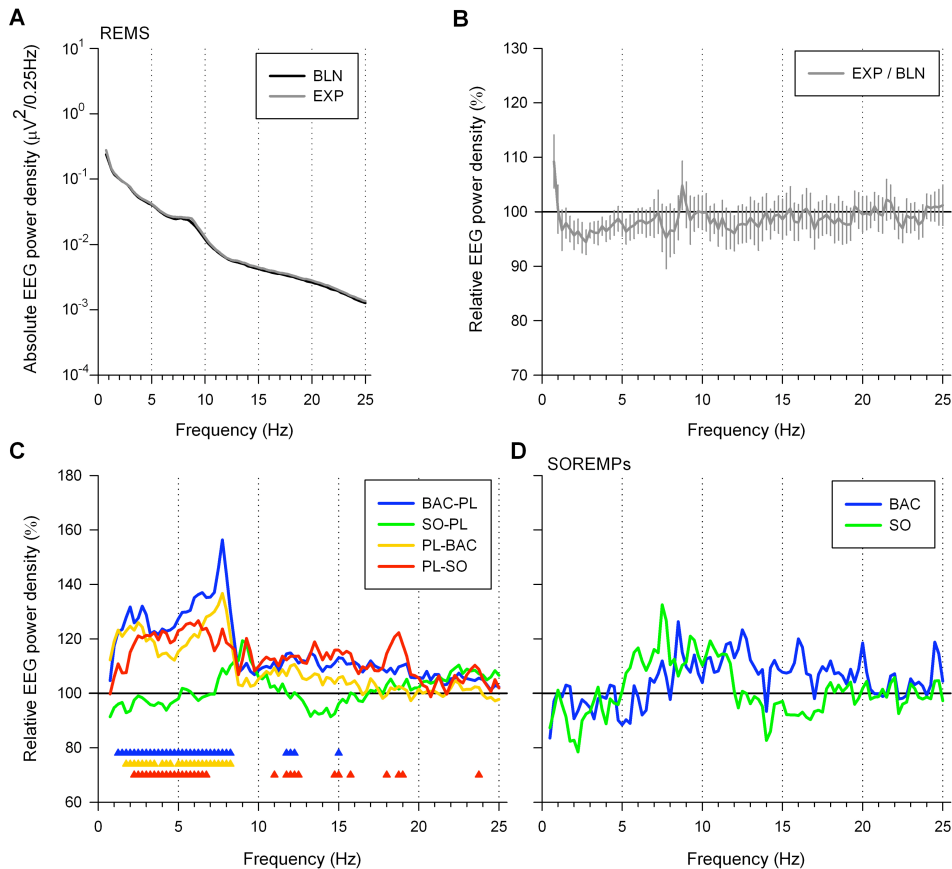 A
REMS
Absolute EEG power density (µV²/0.25Hz)
10¹
10⁰
10⁻¹
10⁻²
10⁻³
10⁻⁴
BLN
EXP
0 5 10 15 20 25
Frequency (Hz)
B
Relative EEG power density (%)
130
120
110
100
90
80
70
EXP / BLN
0 5 10 15 20 25
Frequency (Hz)
C
Relative EEG power density (%)
180
160
140
120
100
80
60
BAC-PL
SO-PL
PL-BAC
PL-SO
0 5 10 15 20 25
Frequency (Hz)
D
SOREMPs
BAC
SO
0 5 10 15 20 25
Frequency (Hz)